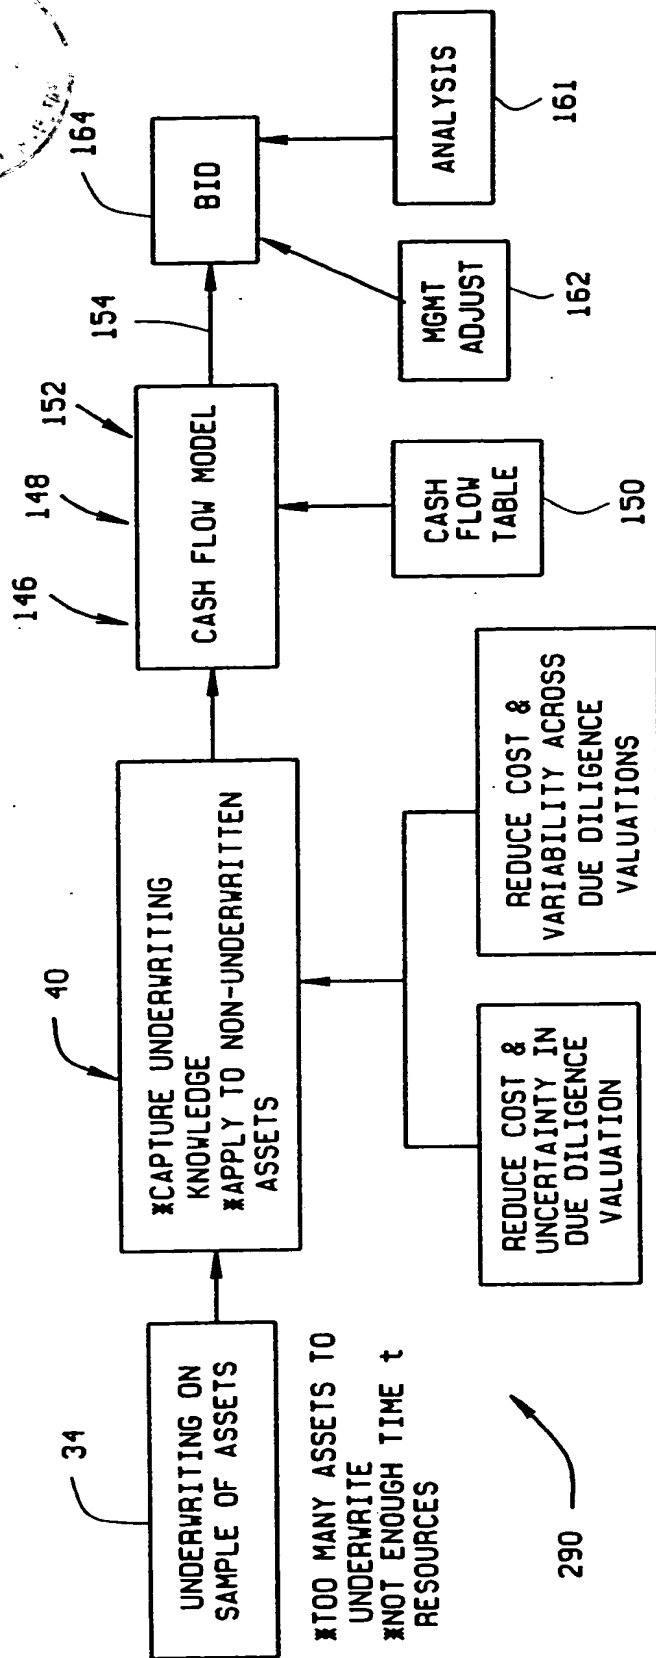 34
UNDERWRITING ON
SAMPLE OF ASSETS
*TOO MANY ASSETS TO
UNDERWRITE
*NOT ENOUGH TIME t
RESOURCES
290
40
*CAPTURE UNDERWRITING
KNOWLEDGE
*APPLY TO NON-UNDERWRITTEN
ASSETS
REDUCE COST &
UNCERTAINTY IN
DUE DILIGENCE
VALUATION
REDUCE COST &
VARIABILITY ACROSS
DUE DILIGENCE
VALUATIONS
146
148
152
CASH FLOW MODEL
CASH
FLOW
TABLE
150
154
164
BID
MGMT
ADJUST
162
ANALYSIS
161